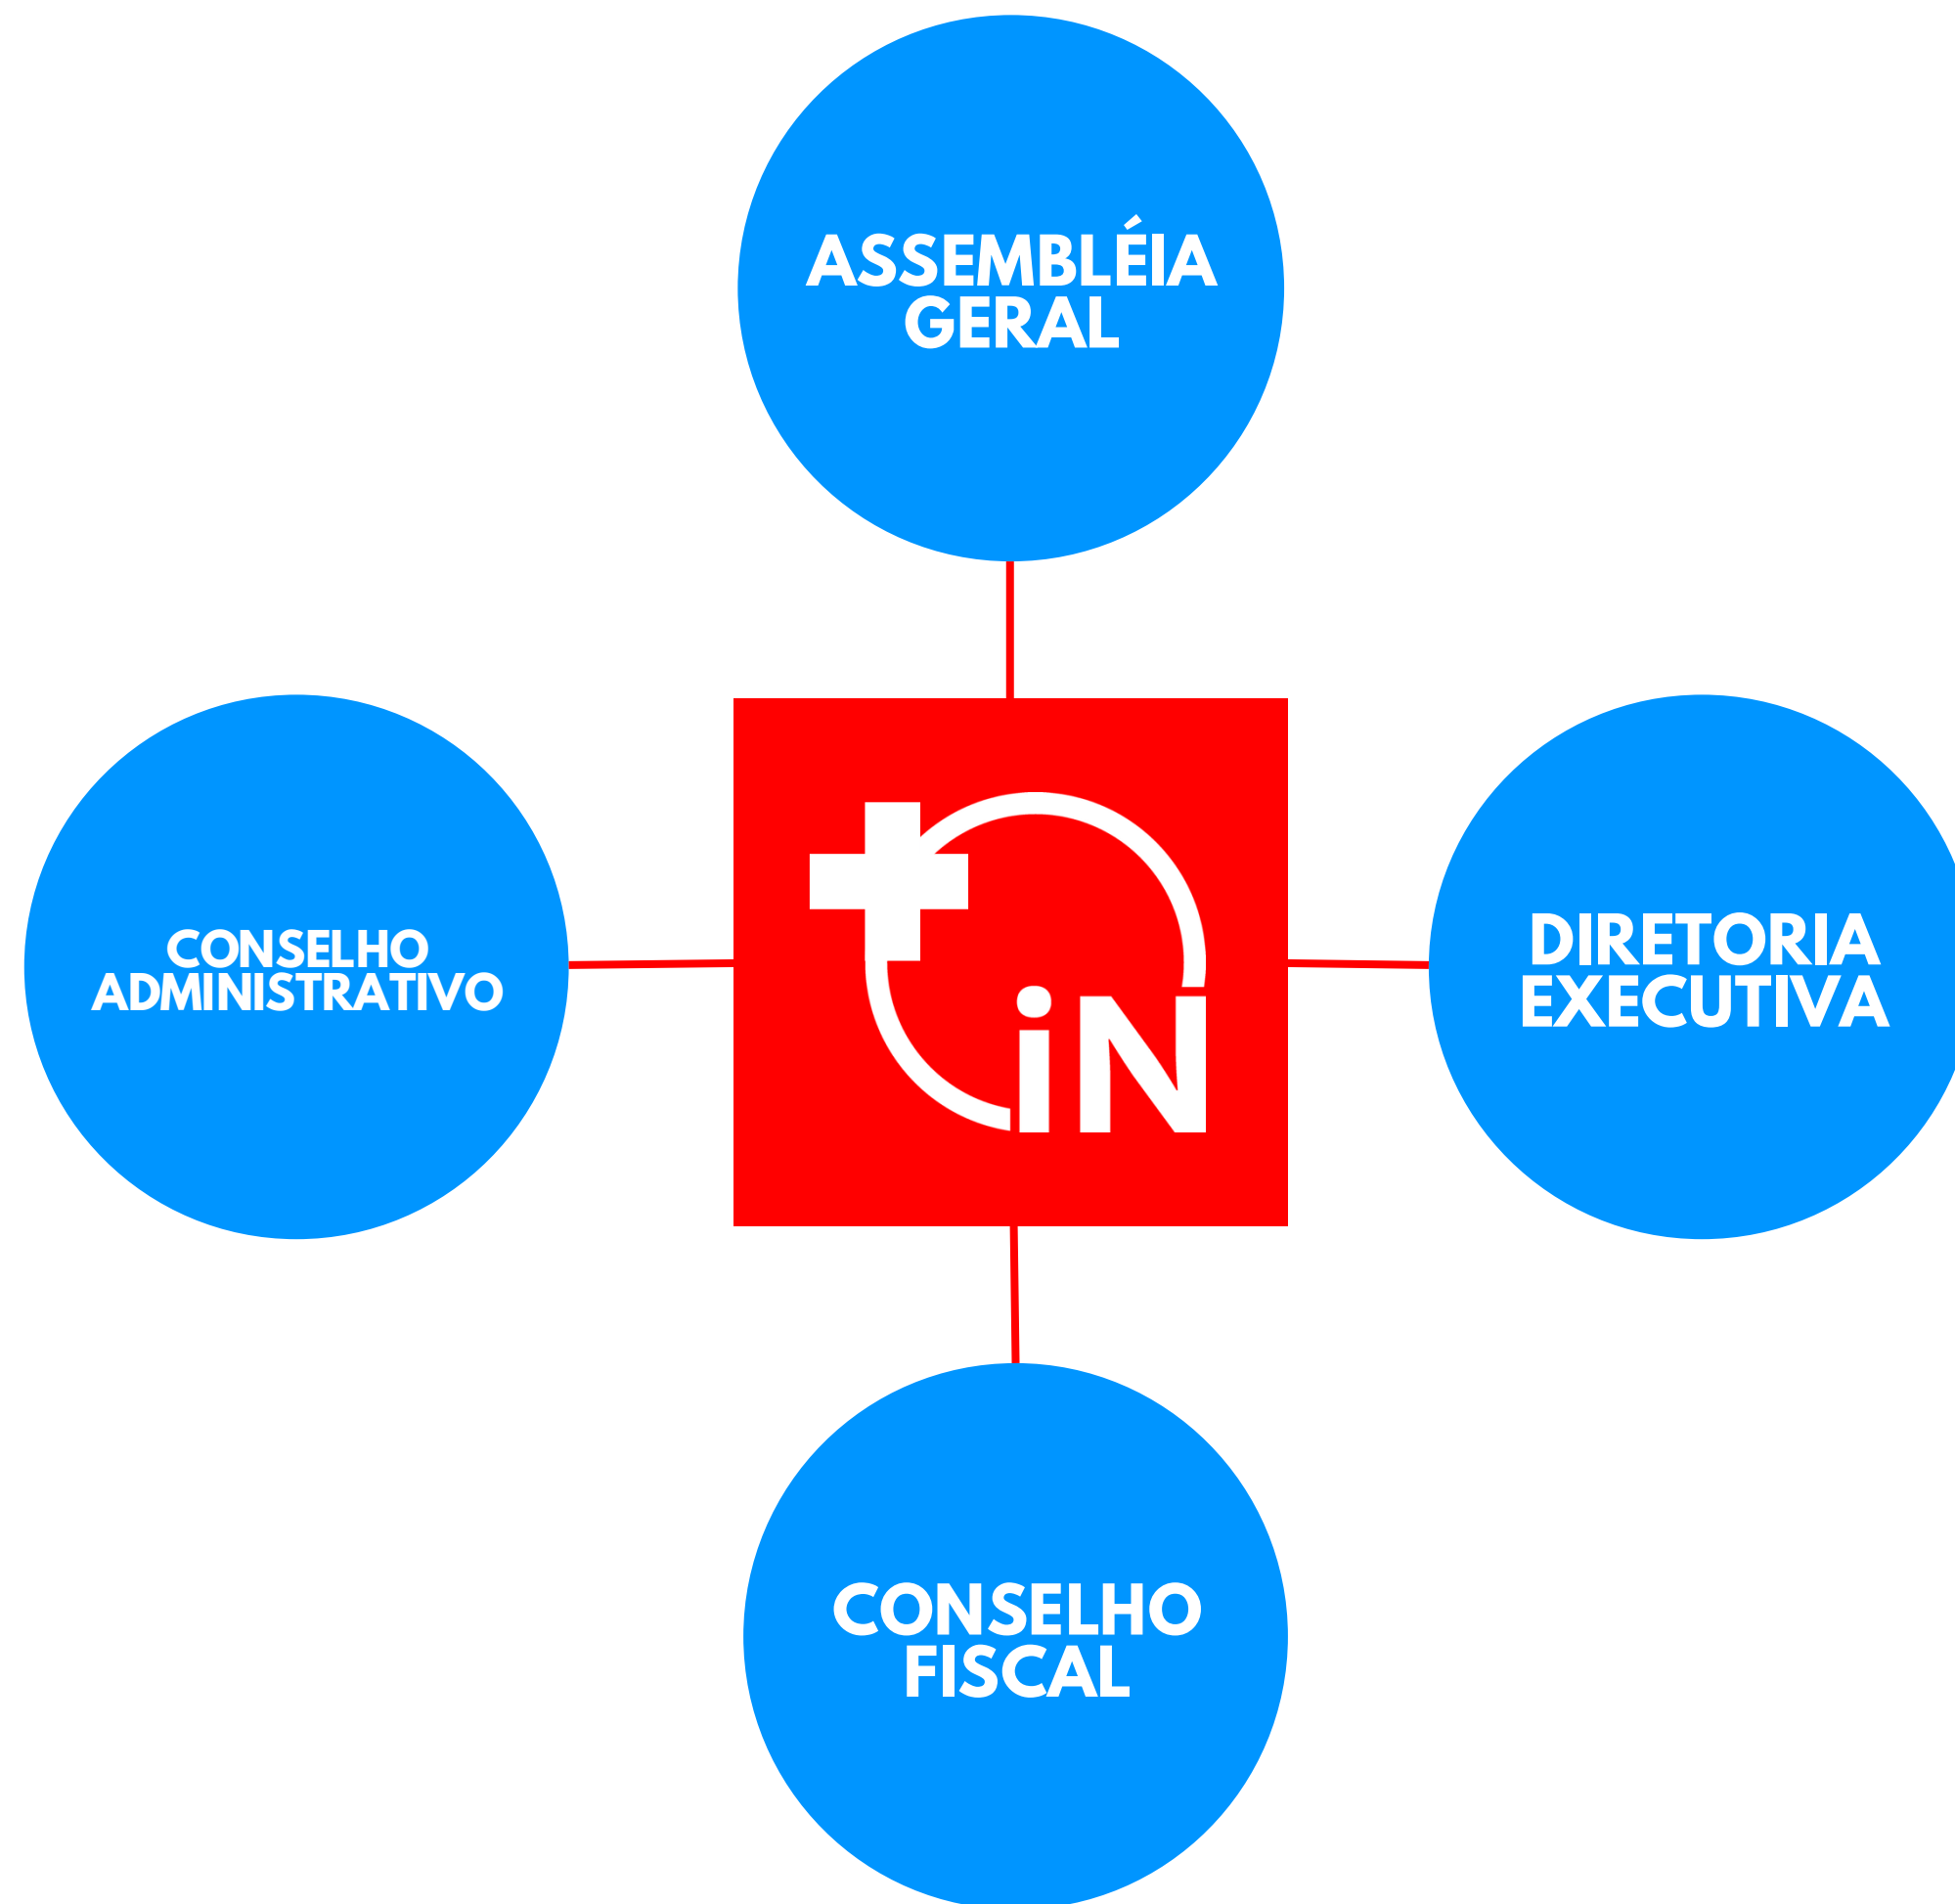 ASSEMBLÉIA
GERAL
CONSELHO
ADMINISTRATIVO
iN
DIRETORIA
EXECUTIVA
CONSELHO
FISCAL